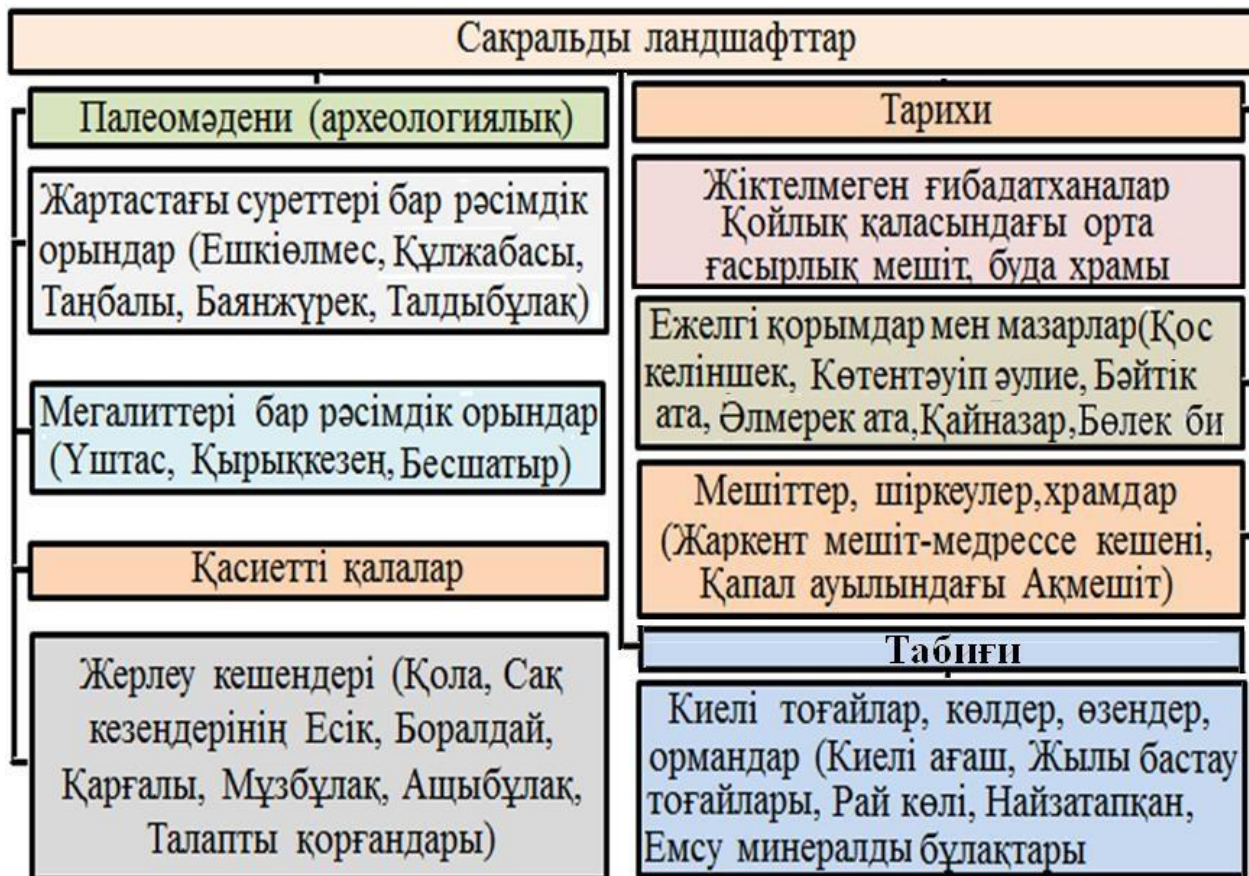 Сакральды ландшафттар
Палеомәдени (археологиялық)
Жартастағы суреттері бар рәсімдік
орындар (Ешкіөлмес, Құлжабасы,
Таңбалы, Баянжүрек, Талдыбұлақ)
Мегалиттері бар рәсімдік орындар
(Үштас, Қырыққезең, Бесшатыр)
Қасиетті қалалар
Жерлеу кешендері (Қола, Сақ
кезеңдерінің Есік, Боралдай,
Қарғалы, Мұзбұлақ, Ащыбұлақ,
Талапты қорғандары)
Тарихи
Жіктелмеген ғибадатханалар
Қойлық қаласындағы орта
ғасырлық мешіт, буда храмы
Ежелгі қорымдар мен мазарлар(Қос
келіншек, Көтентәуіп әулие, Бәйтік
ата, Әлмерек ата,Қайназар,Бөлек би
Мешіттер, шіркеулер,храмдар
(Жаркент мешіт-медрессе кешені,
Қапал ауылындағы Ақмешіт)
Табиғи
Киелі тоғайлар, көлдер, өзендер,
ормандар (Киелі ағаш, Жылы бастау
тоғайлары, Рай көлі, Найзатапқан,
Емсу минералды бұлақтары